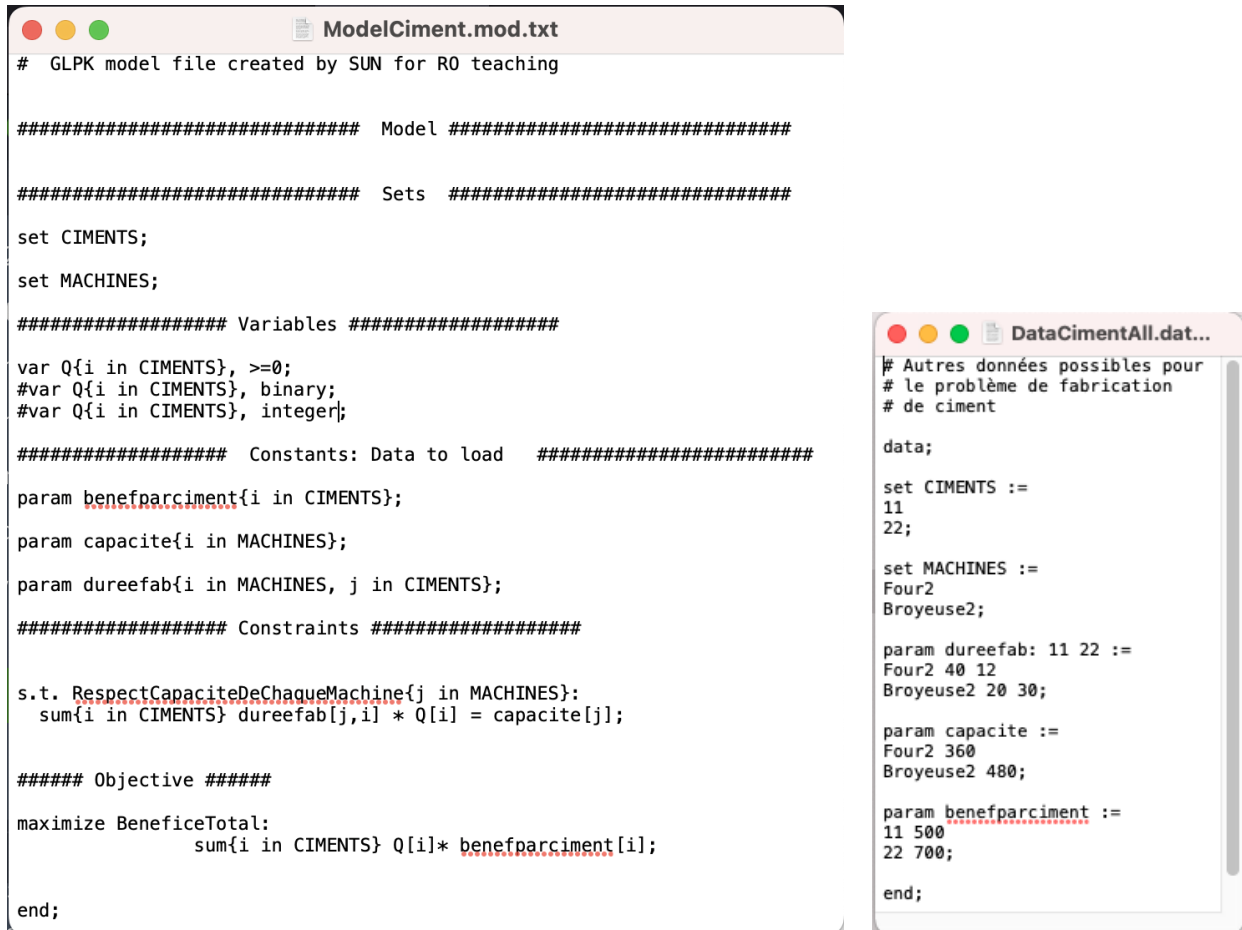 ModelCiment.mod.txt
#  GLPK model file created by SUN for RO teaching
###############################  Model ###############################
###############################  Sets  ###############################
set CIMENTS;
set MACHINES;
################### Variables ###################
var Q{i in CIMENTS}, >=0;
#var Q{i in CIMENTS}, binary;
#var Q{i in CIMENTS}, integer;
###################  Constants: Data to load   #########################
param benefparciment{i in CIMENTS};
param capacite{i in MACHINES};
param dureefab{i in MACHINES, j in CIMENTS};
################### Constraints ###################
s.t. RespectCapaciteDeChaqueMachine{j in MACHINES}:
  sum{i in CIMENTS} dureefab[j,i] * Q[i] = capacite[j];
###### Objective ######
maximize BeneficeTotal:
                sum{i in CIMENTS} Q[i]* benefparciment[i];
end;
DataCimentAll.dat...
# Autres données possibles pour
# le problème de fabrication
# de ciment
data;
set CIMENTS :=
11
22;
set MACHINES :=
Four2
Broyeuse2;
param dureefab: 11 22 :=
Four2 40 12
Broyeuse2 20 30;
param capacite :=
Four2 360
Broyeuse2 480;
param benefparciment :=
11 500
22 700;
end;